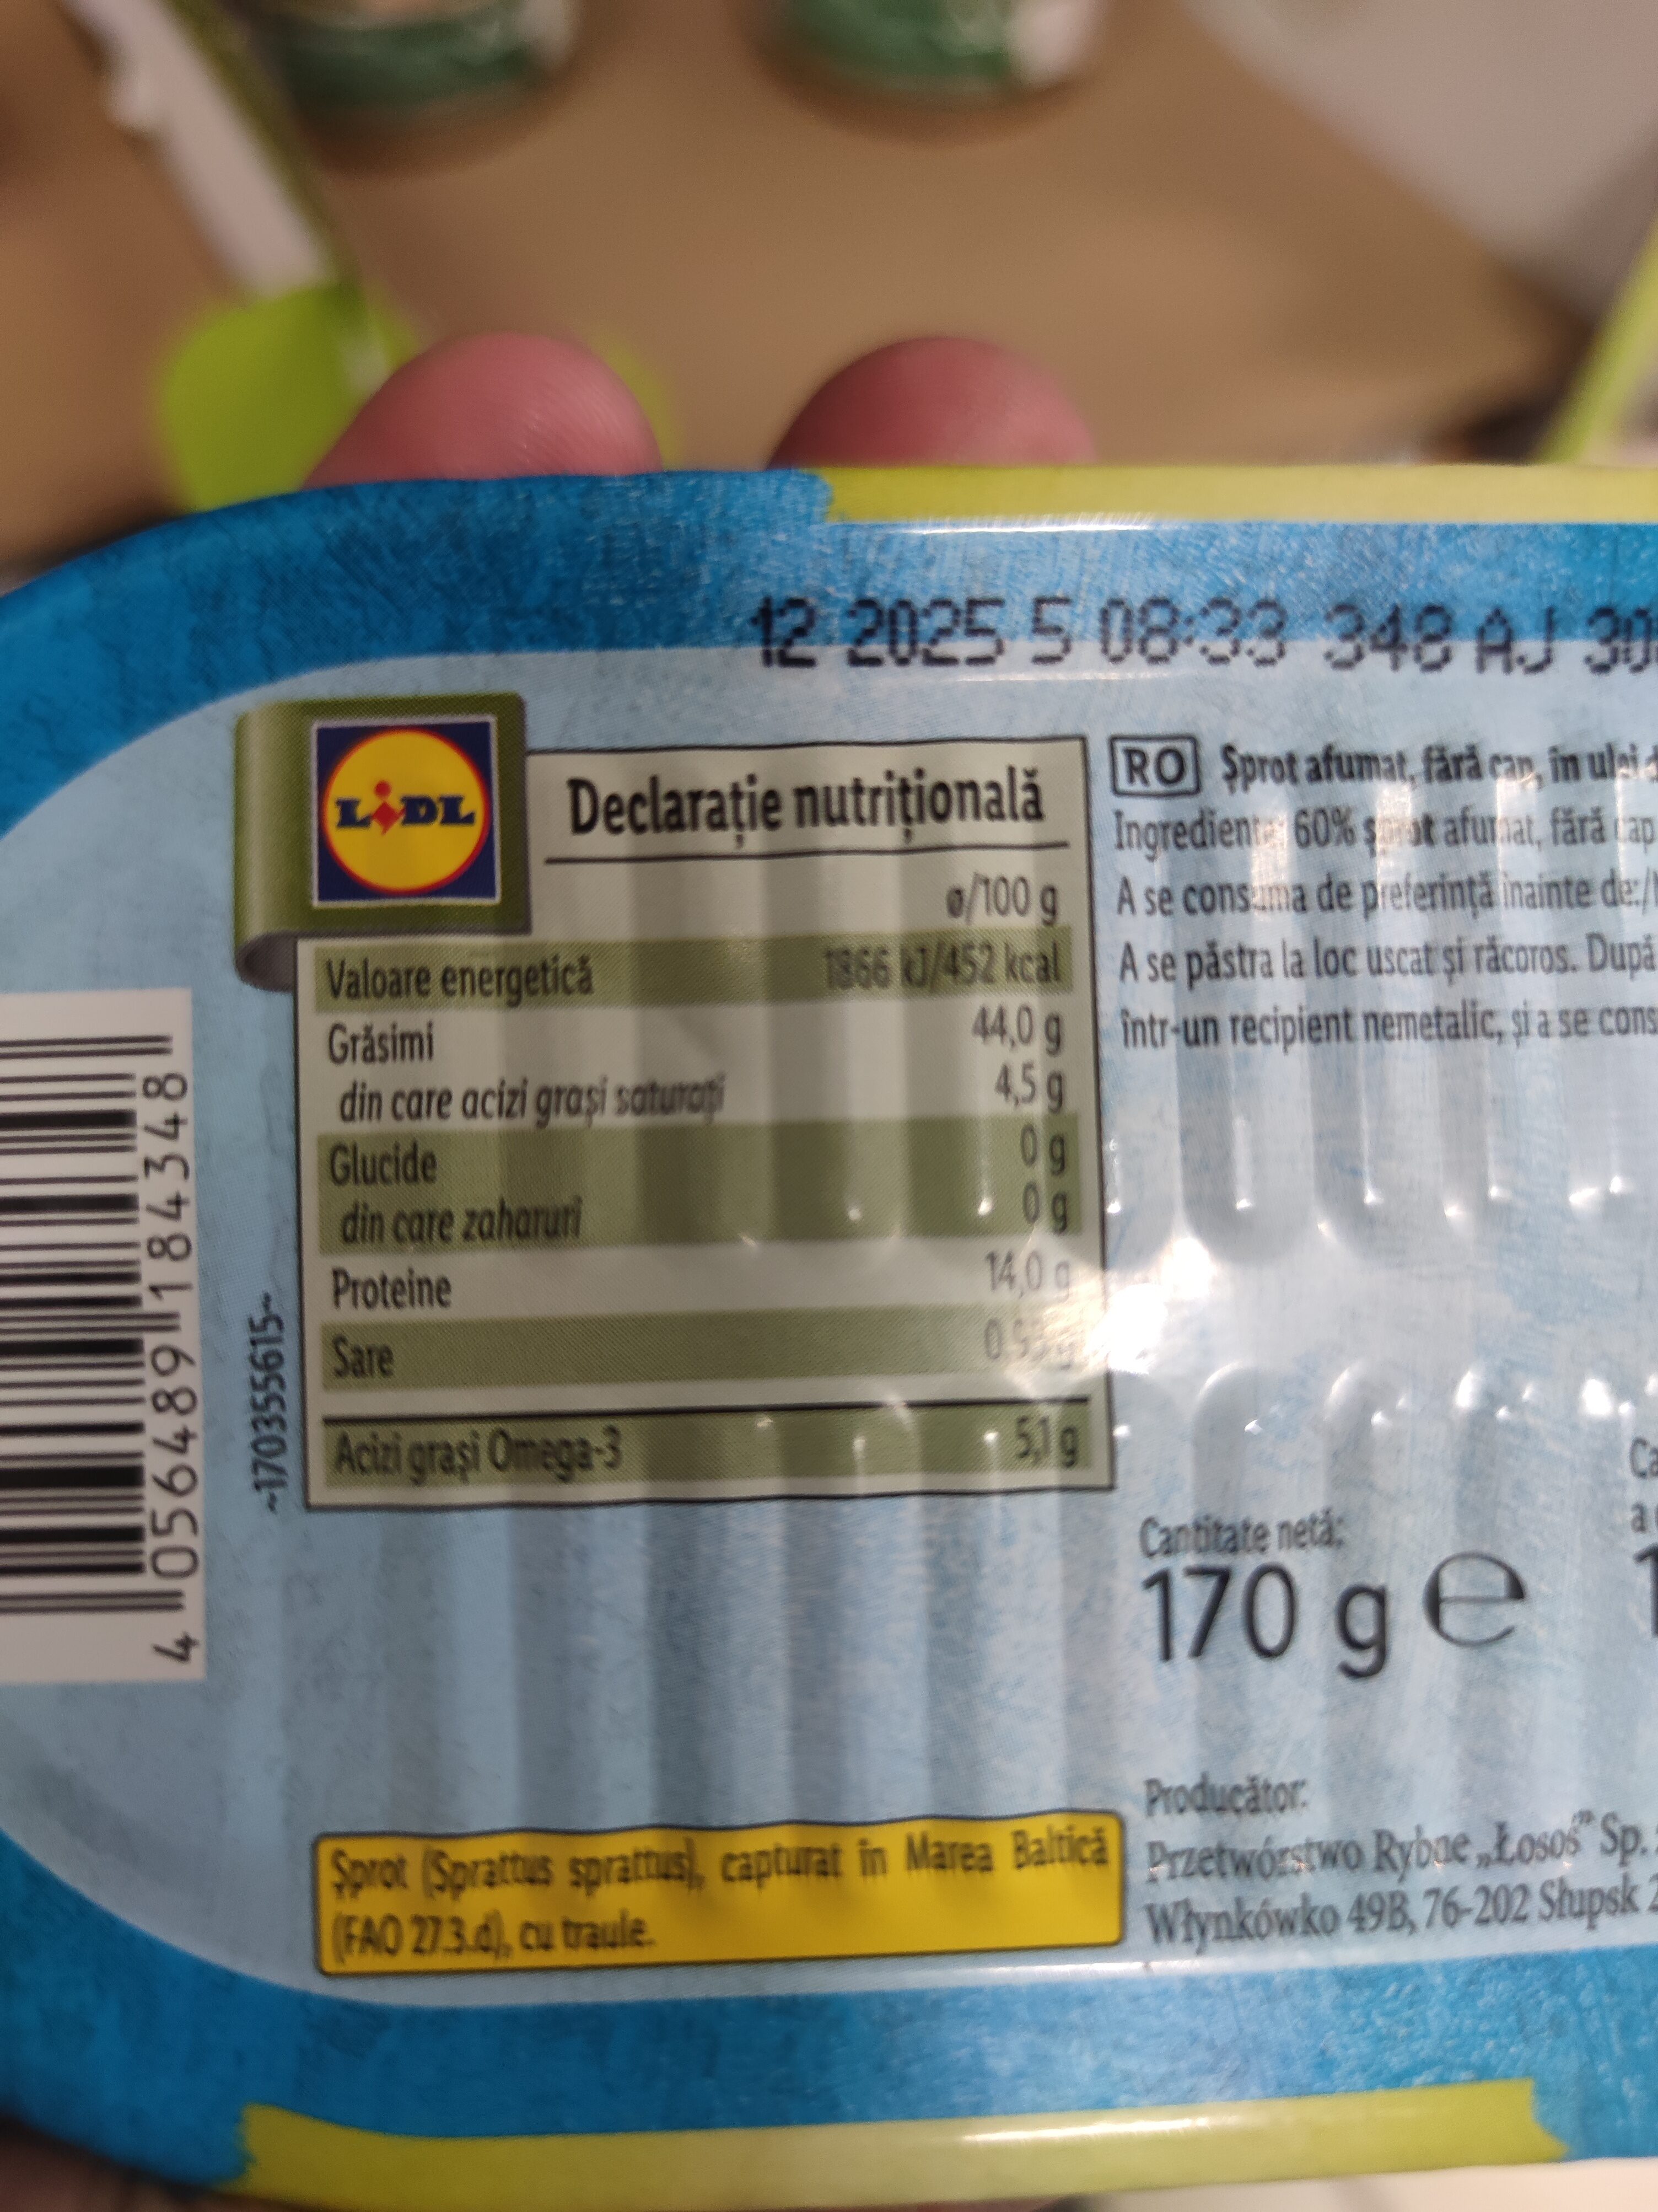 12 2025 5 08:33 348 AJ 30
LIDL
Declarație nutrițională
ø/100 g
Valoare energetică 1866 kJ/452 kcal
Grăsimi 44,0 g
din care acizi grași saturați 4,5 g
Glucide 0 g
din care zaharuri 0 g
Proteine 14,0 g
Sare
Acizi grași Omega-3 5,1 g
RO Șprot afumat, fără cap, în ulei
Ingrediente: 60% șprot afumat, fără cap
A se consuma de preferință înainte de:/
A se păstra la loc uscat și răcoros. După
într-un recipient nemetalic, și a se cons
4 056489 184348
~170355615~
Cantitate netă:
170 g e
Șprot (Sprattus sprattus), capturat în Marea Baltică
(FAO 27.3.d), cu traule.
Producător:
Przetwórstwo Rybne „Łosoś” Sp.
Włynkówko 49B, 76-202 Słupsk